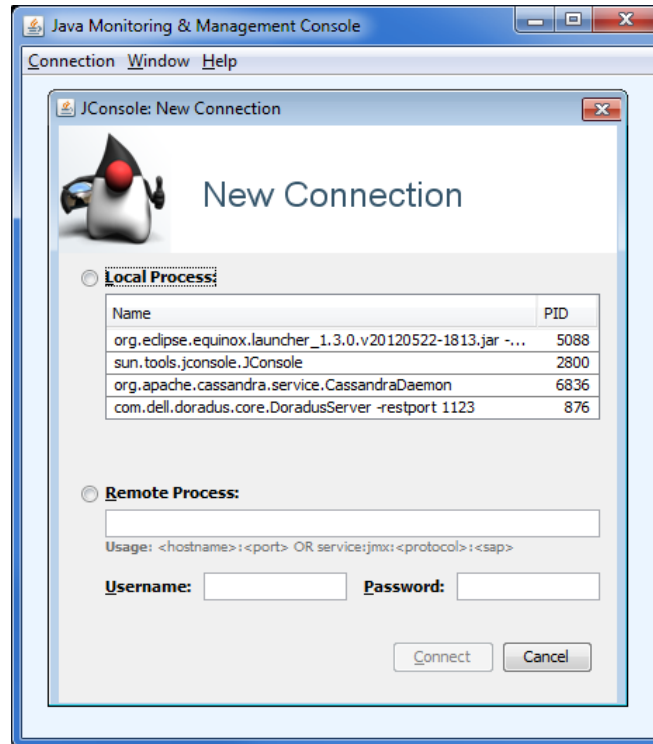 Java Monitoring & Management Console
Connection Window Help
JConsole: New Connection
New Connection
Local Process:
Name PID
org.eclipse.equinox.launcher_1.3.0.v20120522-1813.jar -... 5088
sun.tools.jconsole.JConsole 2800
org.apache.cassandra.service.CassandraDaemon 6836
com.dell.doradus.core.DoradusServer -restport 1123 876
Remote Process:
Usage: <hostname>:<port> OR service:jmx:<protocol>:<sap>
Username: Password:
Connect Cancel